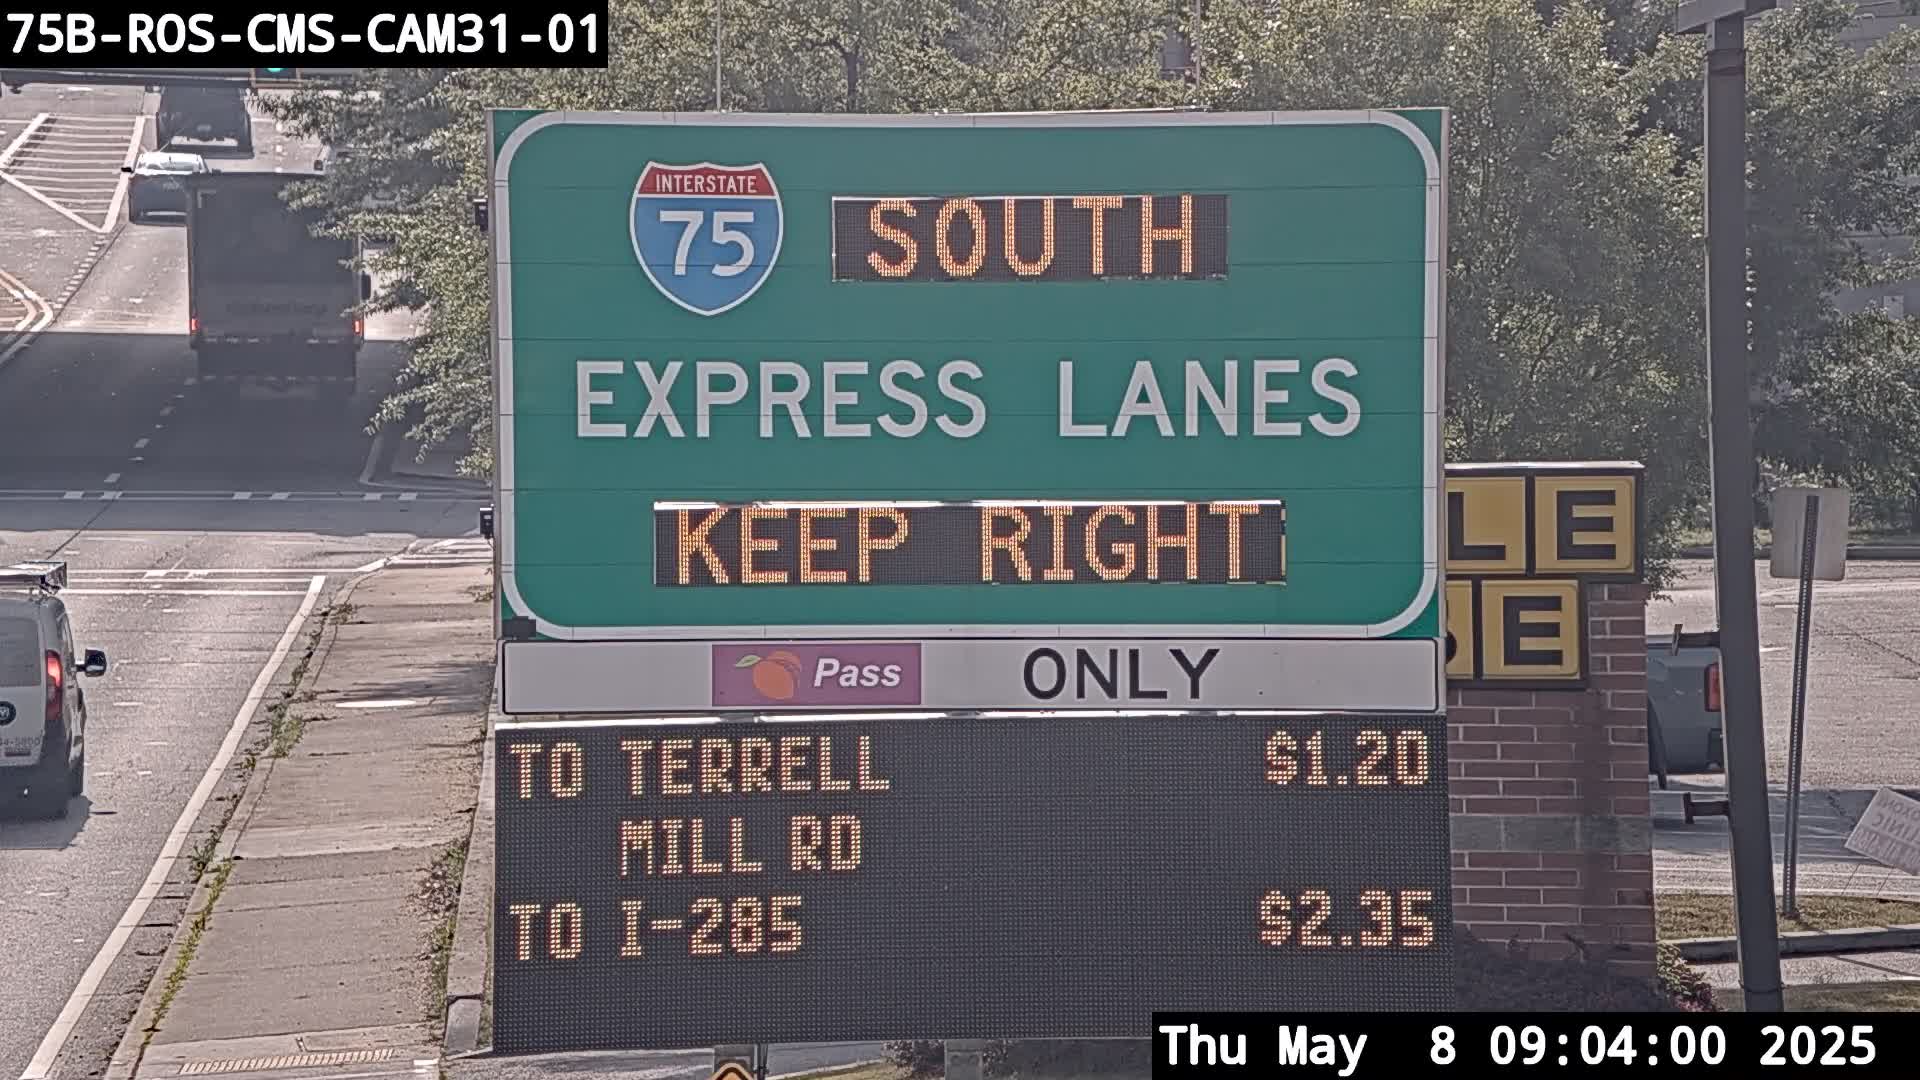 75B-ROS-CMS-CAM31-01
INTERSTATE
75
SOUTH
EXPRESS LANES
KEEP RIGHT
LE
E
Pass ONLY
TO TERRELL $1.20
MILL RD
TO I-285 $2.35
Thu May 8 09:04:00 2025